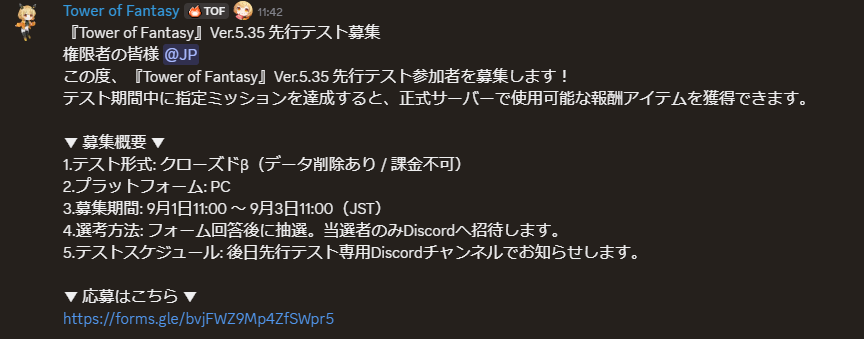 Tower of Fantasy TOF 11:42
『Tower of Fantasy』Ver.5.35 先行テスト募集
権限者の皆様 @JP
この度、『Tower of Fantasy』Ver.5.35 先行テスト参加者を募集します！
テスト期間中に指定ミッションを達成すると、正式サーバーで使用可能な報酬アイテムを獲得できます。
▼ 募集概要 ▼
1.テスト形式: クローズドβ（データ削除あり / 課金不可）
2.プラットフォーム: PC
3.募集期間: 9月1日11:00 ～ 9月3日11:00（JST）
4.選考方法: フォーム回答後に抽選。当選者のみDiscordへ招待します。
5.テストスケジュール: 後日先行テスト専用Discordチャンネルでお知らせします。
▼ 応募はこちら ▼
https://forms.gle/bvjFWZ9Mp4ZfSWpr5